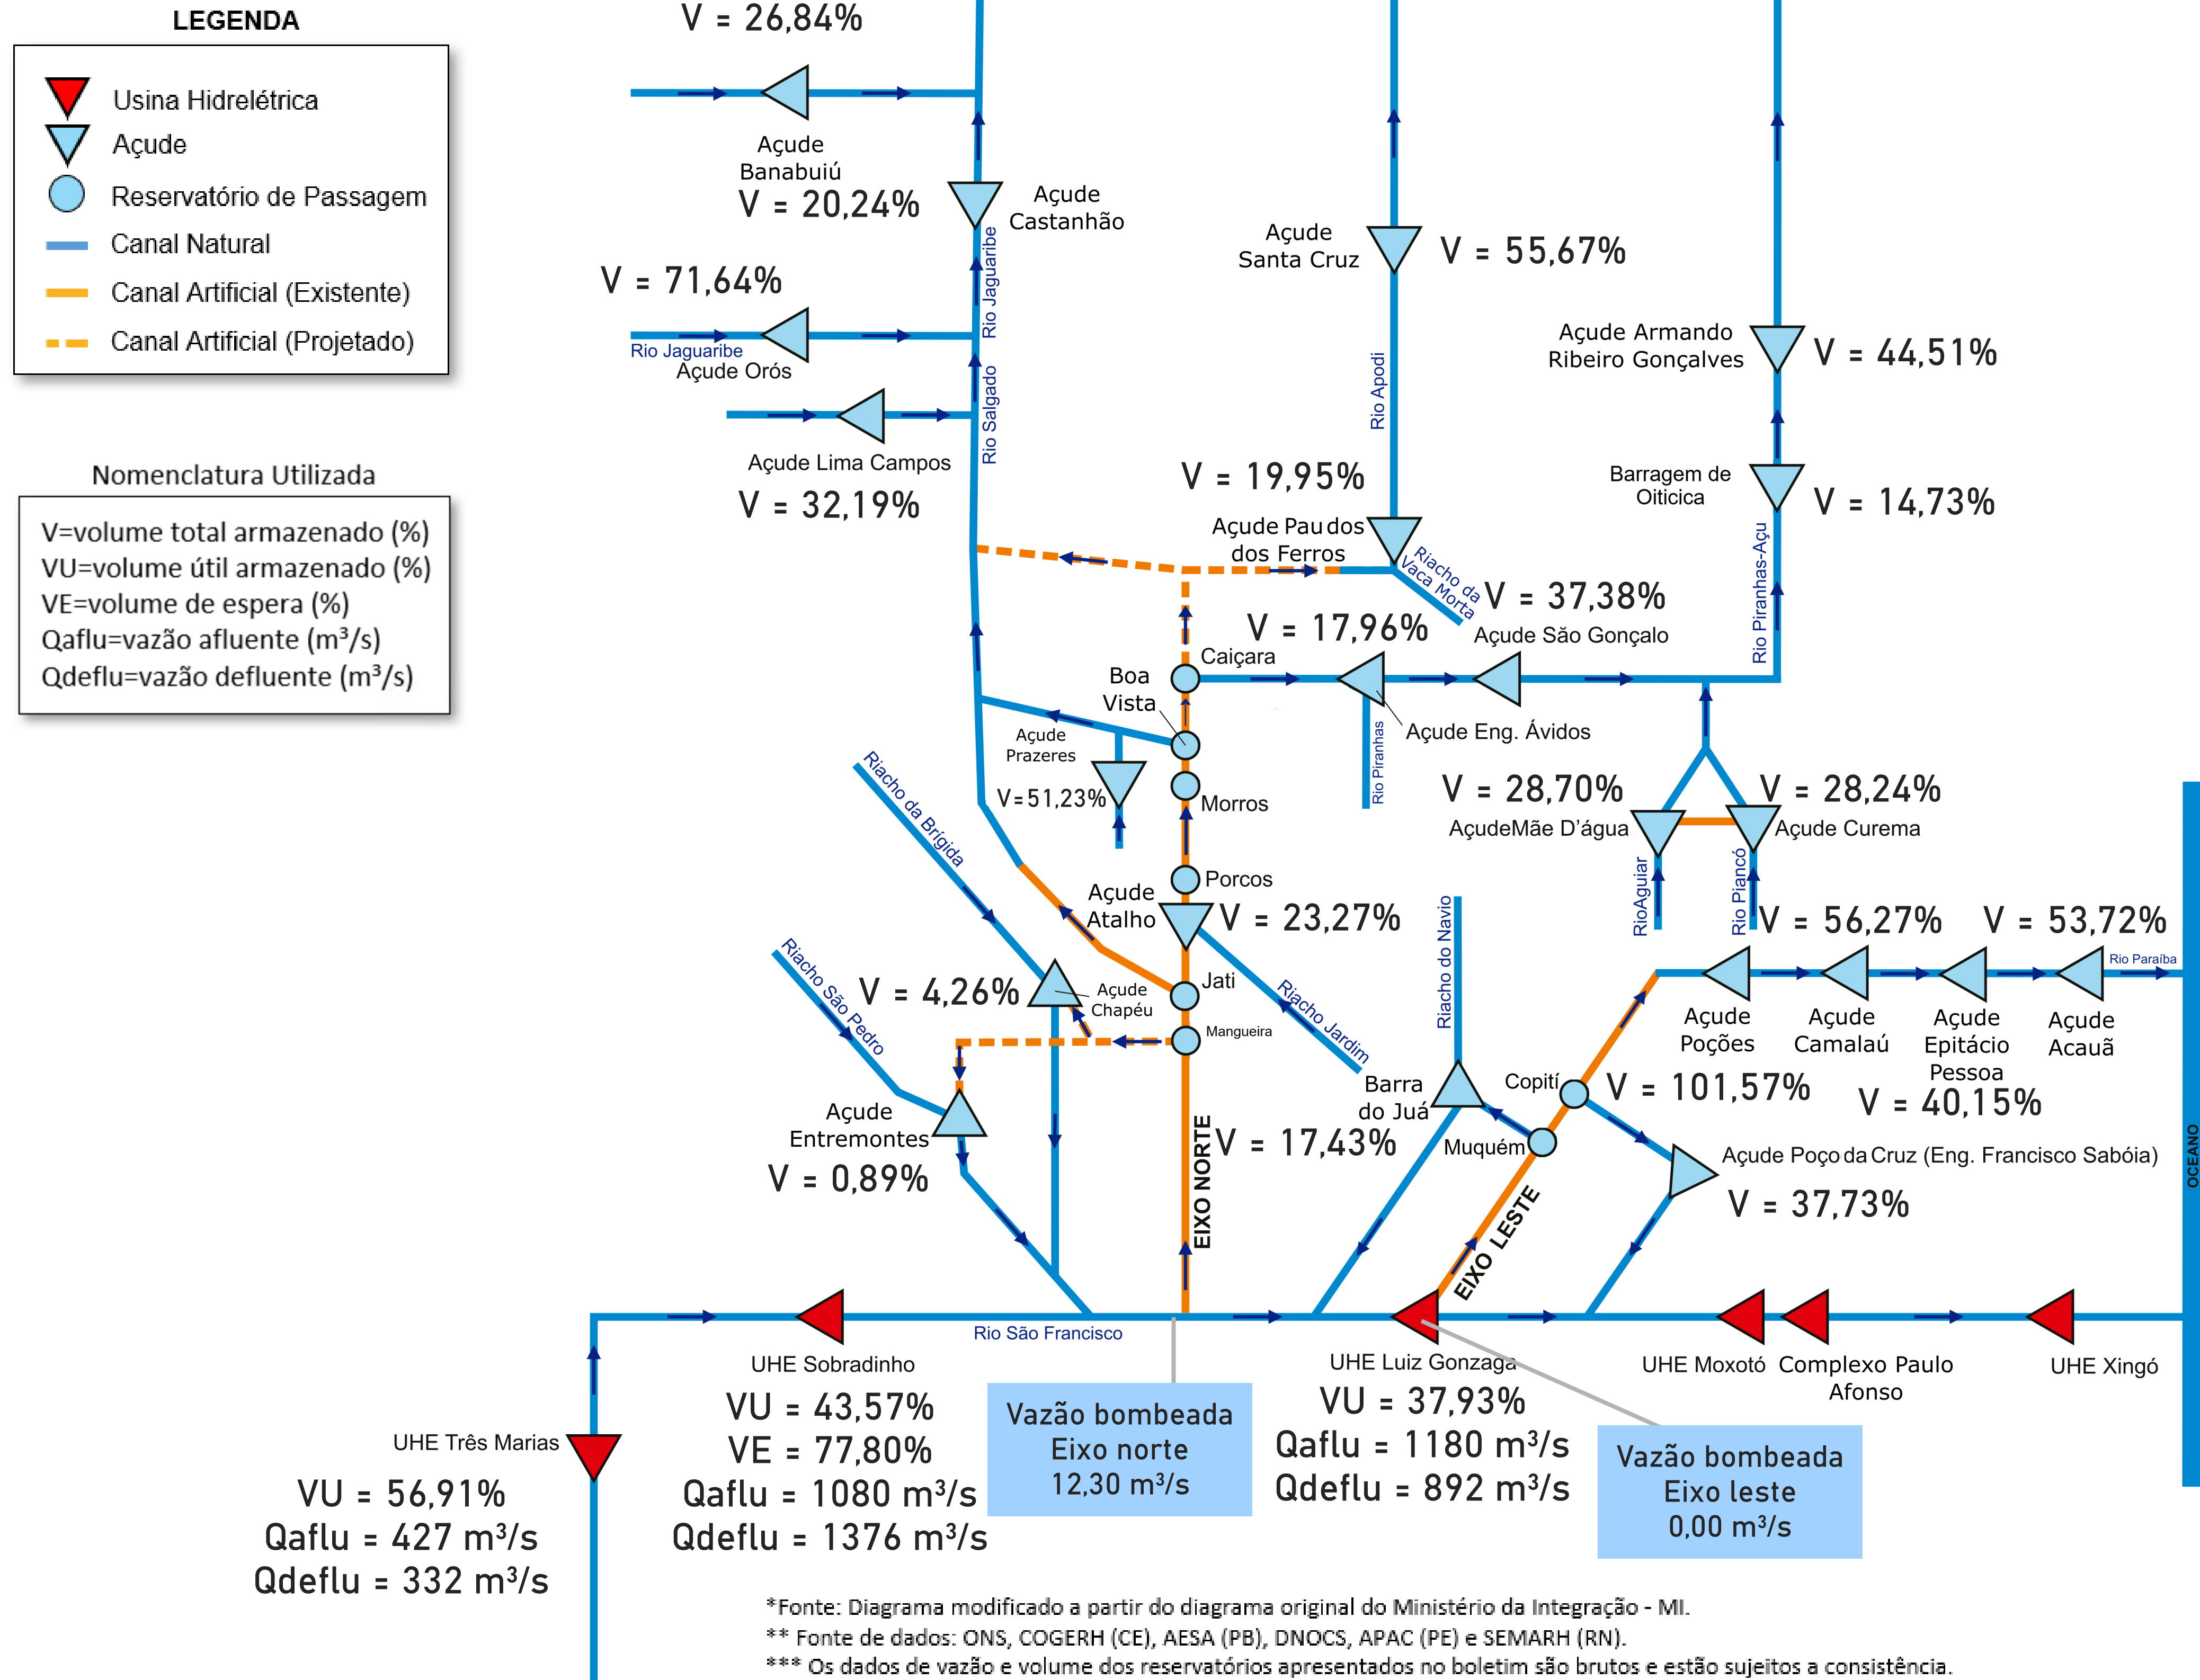 LEGENDA
Usina Hidrelétrica
Açude
Reservatório de Passagem
Canal Natural
Canal Artificial (Existente)
Canal Artificial (Projetado)
Nomenclatura Utilizada
V=volume total armazenado (%)
VU=volume útil armazenado (%)
VE=volume de espera (%)
Qaflu=vazão afluente (m³/s)
Qdeflu=vazão defluente (m³/s)
V = 26,84%
Açude
Banabuiú
V = 20,24%
Açude
Castanhão
V = 71,64%
Rio Jaguaribe
Açude Orós
Rio Jaguaribe
Rio Salgado
Açude Lima Campos
V = 32,19%
Açude
Santa Cruz
V = 55,67%
Rio Apodi
Açude Armando
Ribeiro Gonçalves
V = 44,51%
Barragem de
Oiticica
V = 14,73%
Rio Piranhas-Açu
V = 19,95%
Açude Pau dos
dos Ferros
Riacho da
Vaca Morta
V = 37,38%
Açude São Gonçalo
V = 17,96%
Caiçara
Boa
Vista
Açude Eng. Ávidos
Rio Piranhas
Açude
Prazeres
V=51,23%
Morros
Porcos
Açude
Atalho
V = 23,27%
Riacho da Brígida
Riacho São Pedro
V = 4,26%
Açude
Chapéu
Jati
Mangueira
Riacho Jardim
Açude
Entremontes
V = 0,89%
EIXO NORTE
V = 28,70%
AçudeMãe D'água
V = 28,24%
Açude Curema
RioAguiar
Rio Piancó
V = 56,27%
V = 53,72%
Rio Paraíba
Açude
Poções
Açude
Camalaú
Açude
Epitácio
Pessoa
Açude
Acauã
V = 101,57%
V = 40,15%
Riacho do Navio
Barra
do Juá
V = 17,43%
Copití
Muquém
EIXO LESTE
Açude Poço da Cruz (Eng. Francisco Sabóia)
V = 37,73%
OCEANO
Rio São Francisco
UHE Sobradinho
VU = 43,57%
VE = 77,80%
Qaflu = 1080 m³/s
Qdeflu = 1376 m³/s
UHE Três Marias
VU = 56,91%
Qaflu = 427 m³/s
Qdeflu = 332 m³/s
Vazão bombeada
Eixo norte
12,30 m³/s
UHE Luiz Gonzaga
VU = 37,93%
Qaflu = 1180 m³/s
Qdeflu = 892 m³/s
Vazão bombeada
Eixo leste
0,00 m³/s
UHE Moxotó
Complexo Paulo
Afonso
UHE Xingó
*Fonte: Diagrama modificado a partir do diagrama original do Ministério da Integração - MI.
** Fonte de dados: ONS, COGERH (CE), AESA (PB), DNOCS, APAC (PE) e SEMARH (RN).
*** Os dados de vazão e volume dos reservatórios apresentados no boletim são brutos e estão sujeitos a consistência.